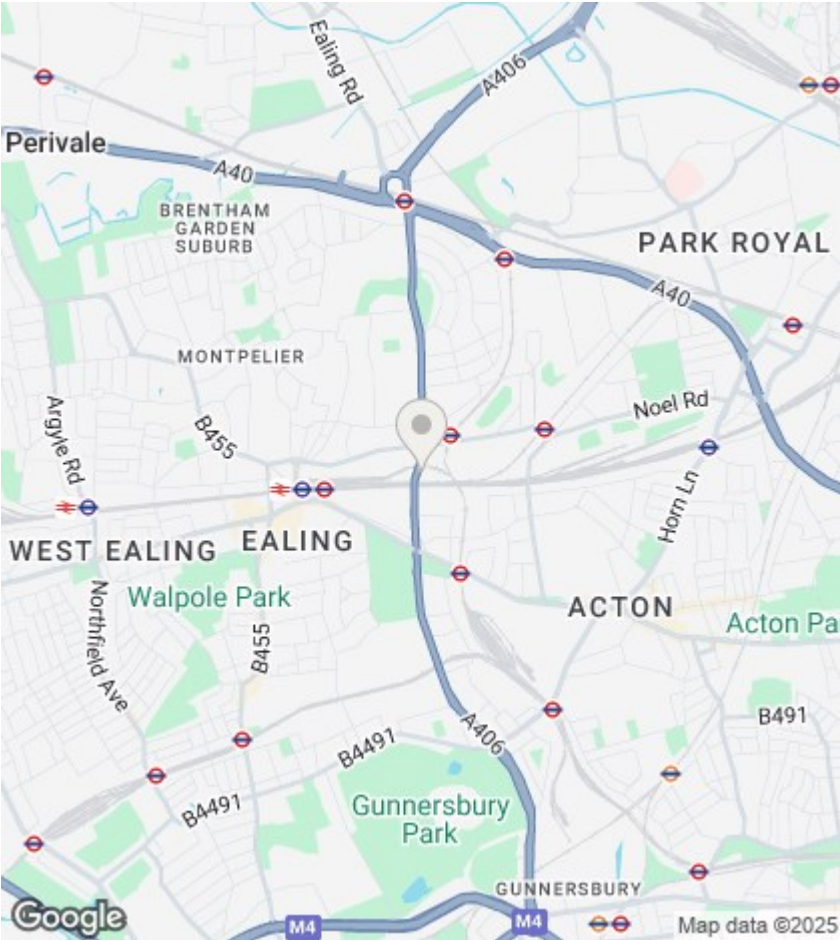 Ealing Rd
A406
Perivale
A40
BRENTHAM
GARDEN
SUBURB
PARK ROYAL
A40
MONTPELIER
Argyle Rd
B455
Noel Rd
Horn Ln
WEST EALING
EALING
Walpole Park
ACTON
Acton Pa
Northfield Ave
B455
A406
B491
B4491
B4491
Gunnersbury
Park
GUNNERSBURY
Google
M4
M4
Map data ©2025